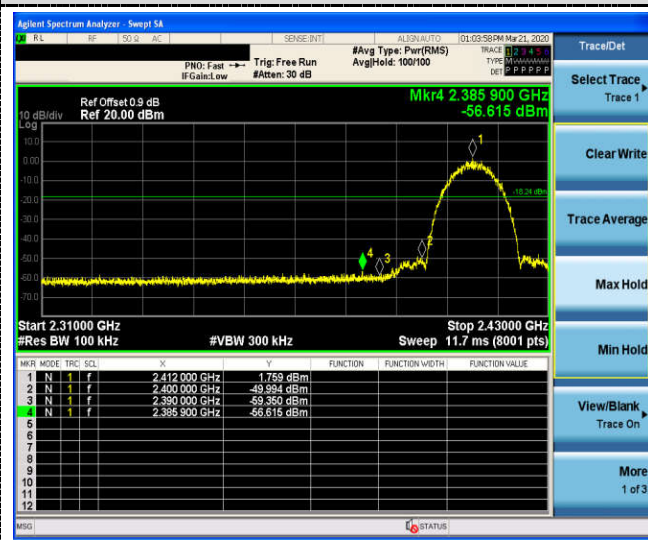 Agilent Spectrum Analyzer - Swept SA
RL RF 50 Ω AC SENSE:INT ALIGNAUTO 01:03:58PM Mar 21, 2020
PNO: Fast Trig: Free Run #Avg Type: Pwr(RMS) TRACE 1 2 3 4 5 6
IFGain:Low #Atten: 30 dB Avg|Hold: 100/100 TYPE
DET P P P P P P
Mkr4 2.385 900 GHz
-56.615 dBm
Ref Offset 0.9 dB
10 dB/div Ref 20.00 dBm
Log
10.0
0.00
-10.0
-20.0
-30.0
-40.0
-50.0
-60.0
-70.0
1
-18.24 dBm
2
4
3
Start 2.31000 GHz Stop 2.43000 GHz
#Res BW 100 kHz #VBW 300 kHz Sweep 11.7 ms (8001 pts)
MKR MODE TRC SCL X Y FUNCTION FUNCTION WIDTH FUNCTION VALUE
1 N 1 f 2.412 000 GHz 1.759 dBm
2 N 1 f 2.400 000 GHz -49.994 dBm
3 N 1 f 2.390 000 GHz -59.350 dBm
4 N 1 f 2.385 900 GHz -56.615 dBm
5
6
7
8
9
10
11
12
MSG STATUS
Trace/Det
Select Trace
Trace 1
Clear Write
Trace Average
Max Hold
Min Hold
View/Blank
Trace On
More
1 of 3